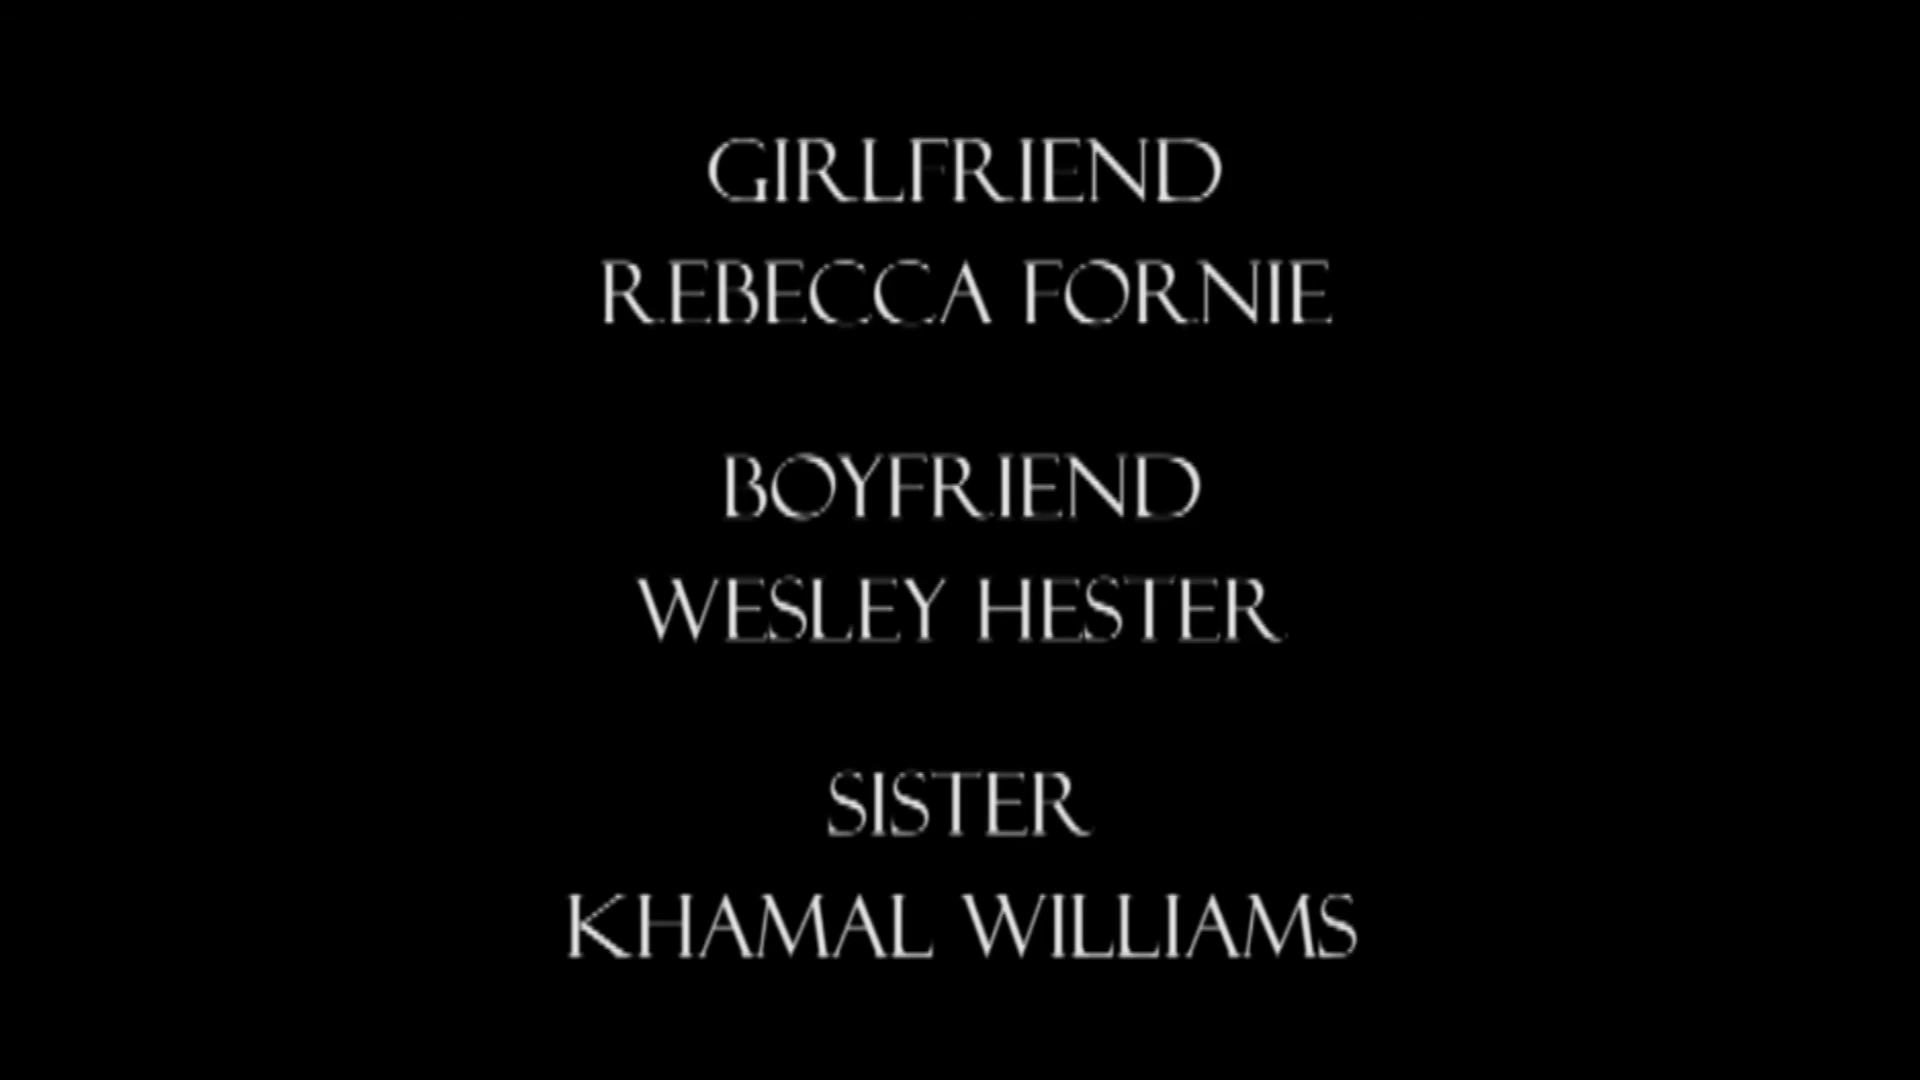 GIRLFRIEND
REBECCA FORNIE
BOYFRIEND
WESLEY HESTER
SISTER
KHAMAL WILLIAMS